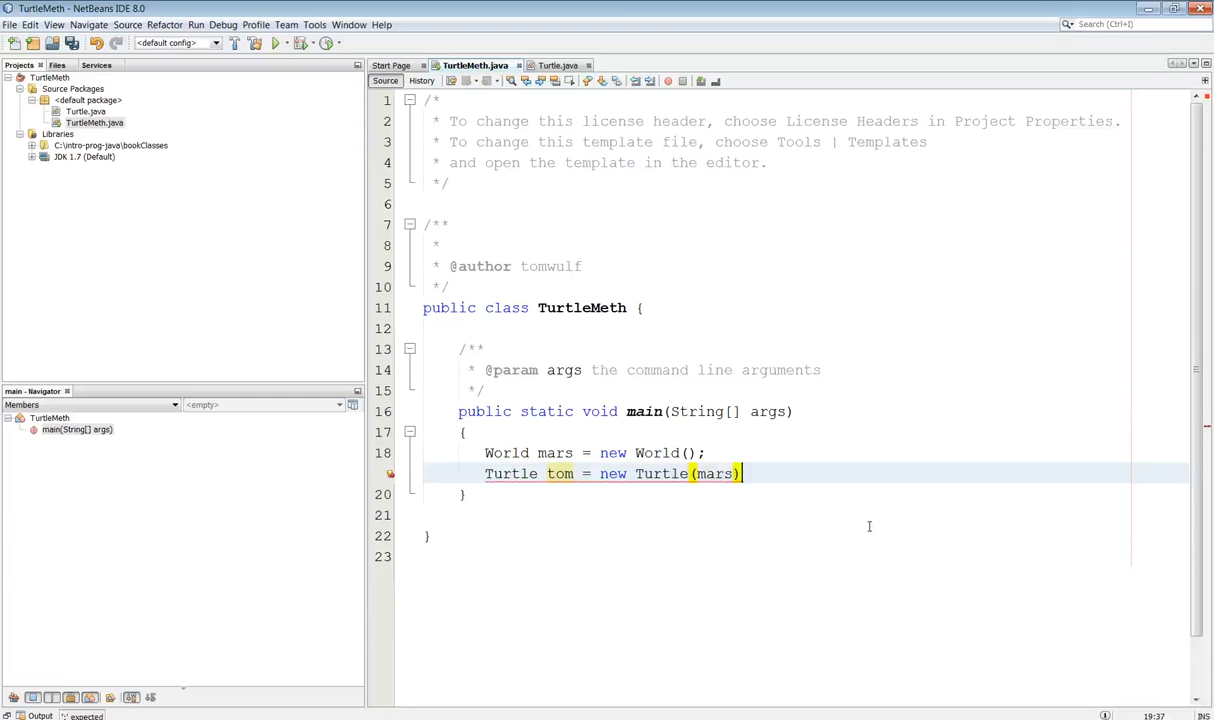 TurtleMeth - NetBeans IDE 8.0
File Edit View Navigate Source Refactor Run Debug Profile Team Tools Window Help
Search (Ctrl+I)
<default config>
Projects Files Services
Start Page TurtleMeth.java Turtle.java
Source History
TurtleMeth
Source Packages
<default package>
Turtle.java
TurtleMeth.java
Libraries
C:\intro-prog-java\bookClasses
JDK 1.7 (Default)
main - Navigator
Members <empty>
TurtleMeth
main(String[] args)
1 /*
2 * To change this license header, choose License Headers in Project Properties.
3 * To change this template file, choose Tools | Templates
4 * and open the template in the editor.
5 */
6
7 /**
8 *
9 * @author tomwulf
10 */
11 public class TurtleMeth {
12
13 /**
14 * @param args the command line arguments
15 */
16 public static void main(String[] args)
17 {
18 World mars = new World();
Turtle tom = new Turtle(mars)
20 }
21
22 }
23
Output ';' expected 19:37 INS